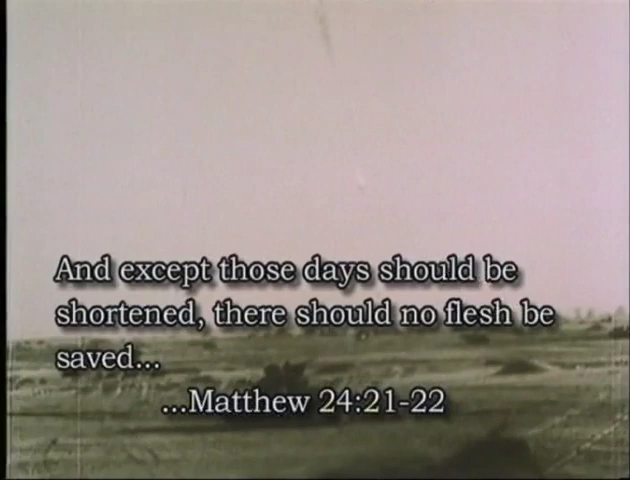 And except those days should be
shortened, there should no flesh be
saved...
...Matthew 24:21-22